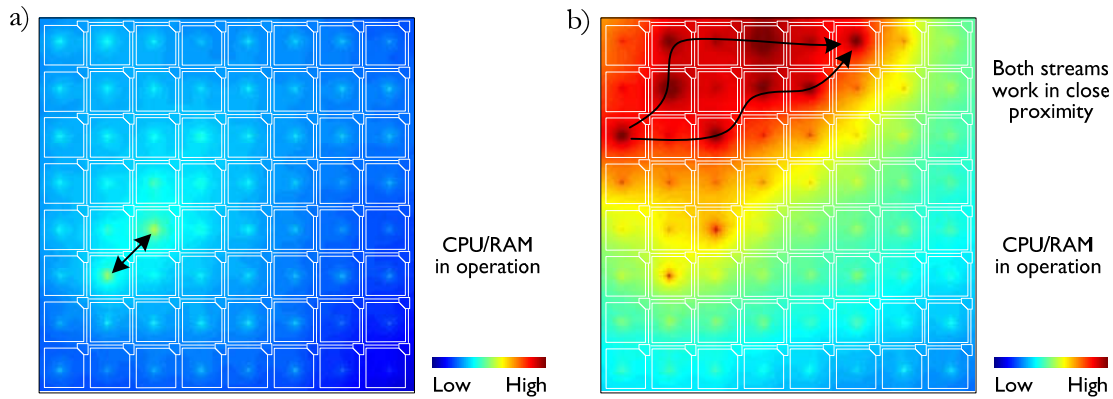 a)
CPU/RAM
in operation
Low High
b)
Both streams
work in close
proximity
CPU/RAM
in operation
Low High